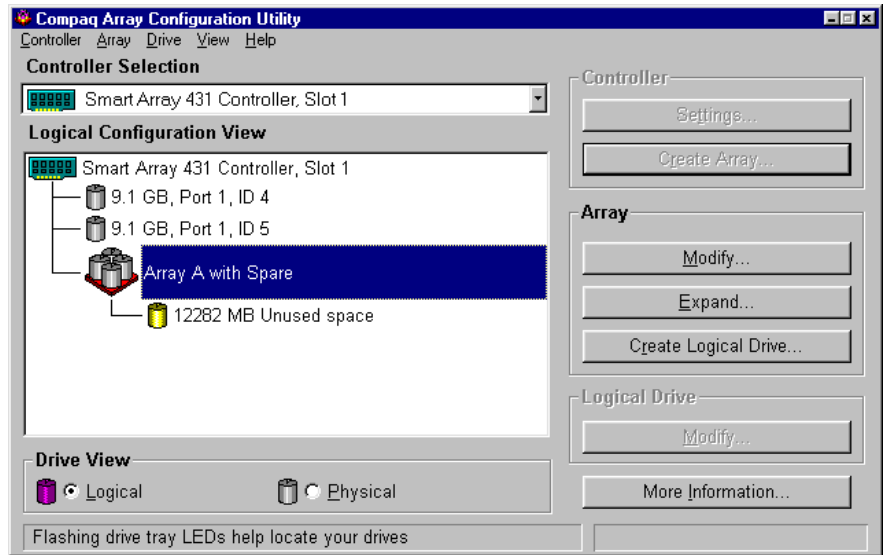 Compaq Array Configuration Utility
Controller Array Drive View Help
Controller Selection
Smart Array 431 Controller, Slot 1
Logical Configuration View
Smart Array 431 Controller, Slot 1
9.1 GB, Port 1, ID 4
9.1 GB, Port 1, ID 5
Array A with Spare
12282 MB Unused space
Drive View
Logical
Physical
Flashing drive tray LEDs help locate your drives
Controller
Settings...
Create Array...
Array
Modify...
Expand...
Create Logical Drive...
Logical Drive
Modify...
More Information...